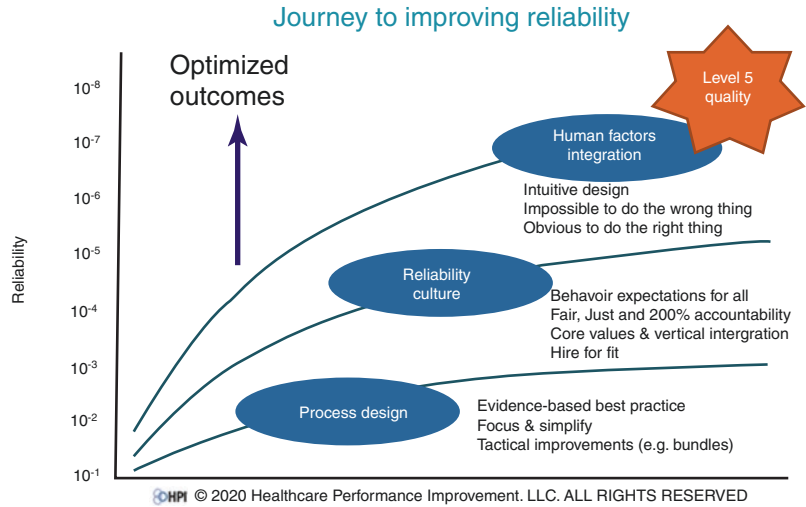 Journey to improving reliability
Optimized
outcomes
Level 5
quality
10-8
10-7
10-6
10-5
10-4
10-3
10-2
10-1
Reliability
Human factors
integration
Intuitive design
Impossible to do the wrong thing
Obvious to do the right thing
Reliability
culture
Behavoir expectations for all
Fair, Just and 200% accountability
Core values & vertical intergration
Hire for fit
Process design
Evidence-based best practice
Focus & simplify
Tactical improvements (e.g. bundles)
HPI © 2020 Healthcare Performance Improvement. LLC. ALL RIGHTS RESERVED